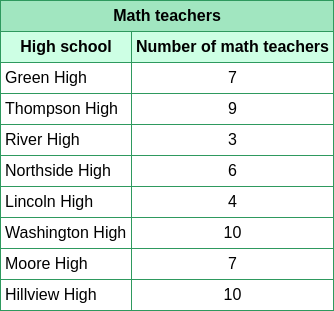 Math teachers
High school Number of math teachers
Green High 7
Thompson High 9
River High 3
Northside High 6
Lincoln High 4
Washington High 10
Moore High 7
Hillview High 10